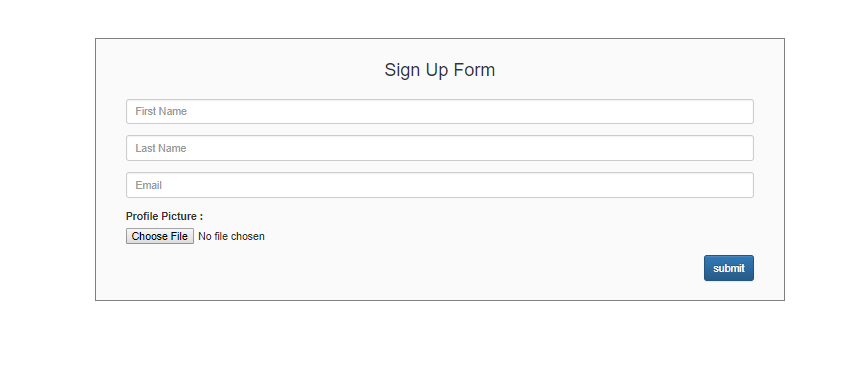 Sign Up Form
First Name
Last Name
Email
Profile Picture :
Choose File No file chosen
submit